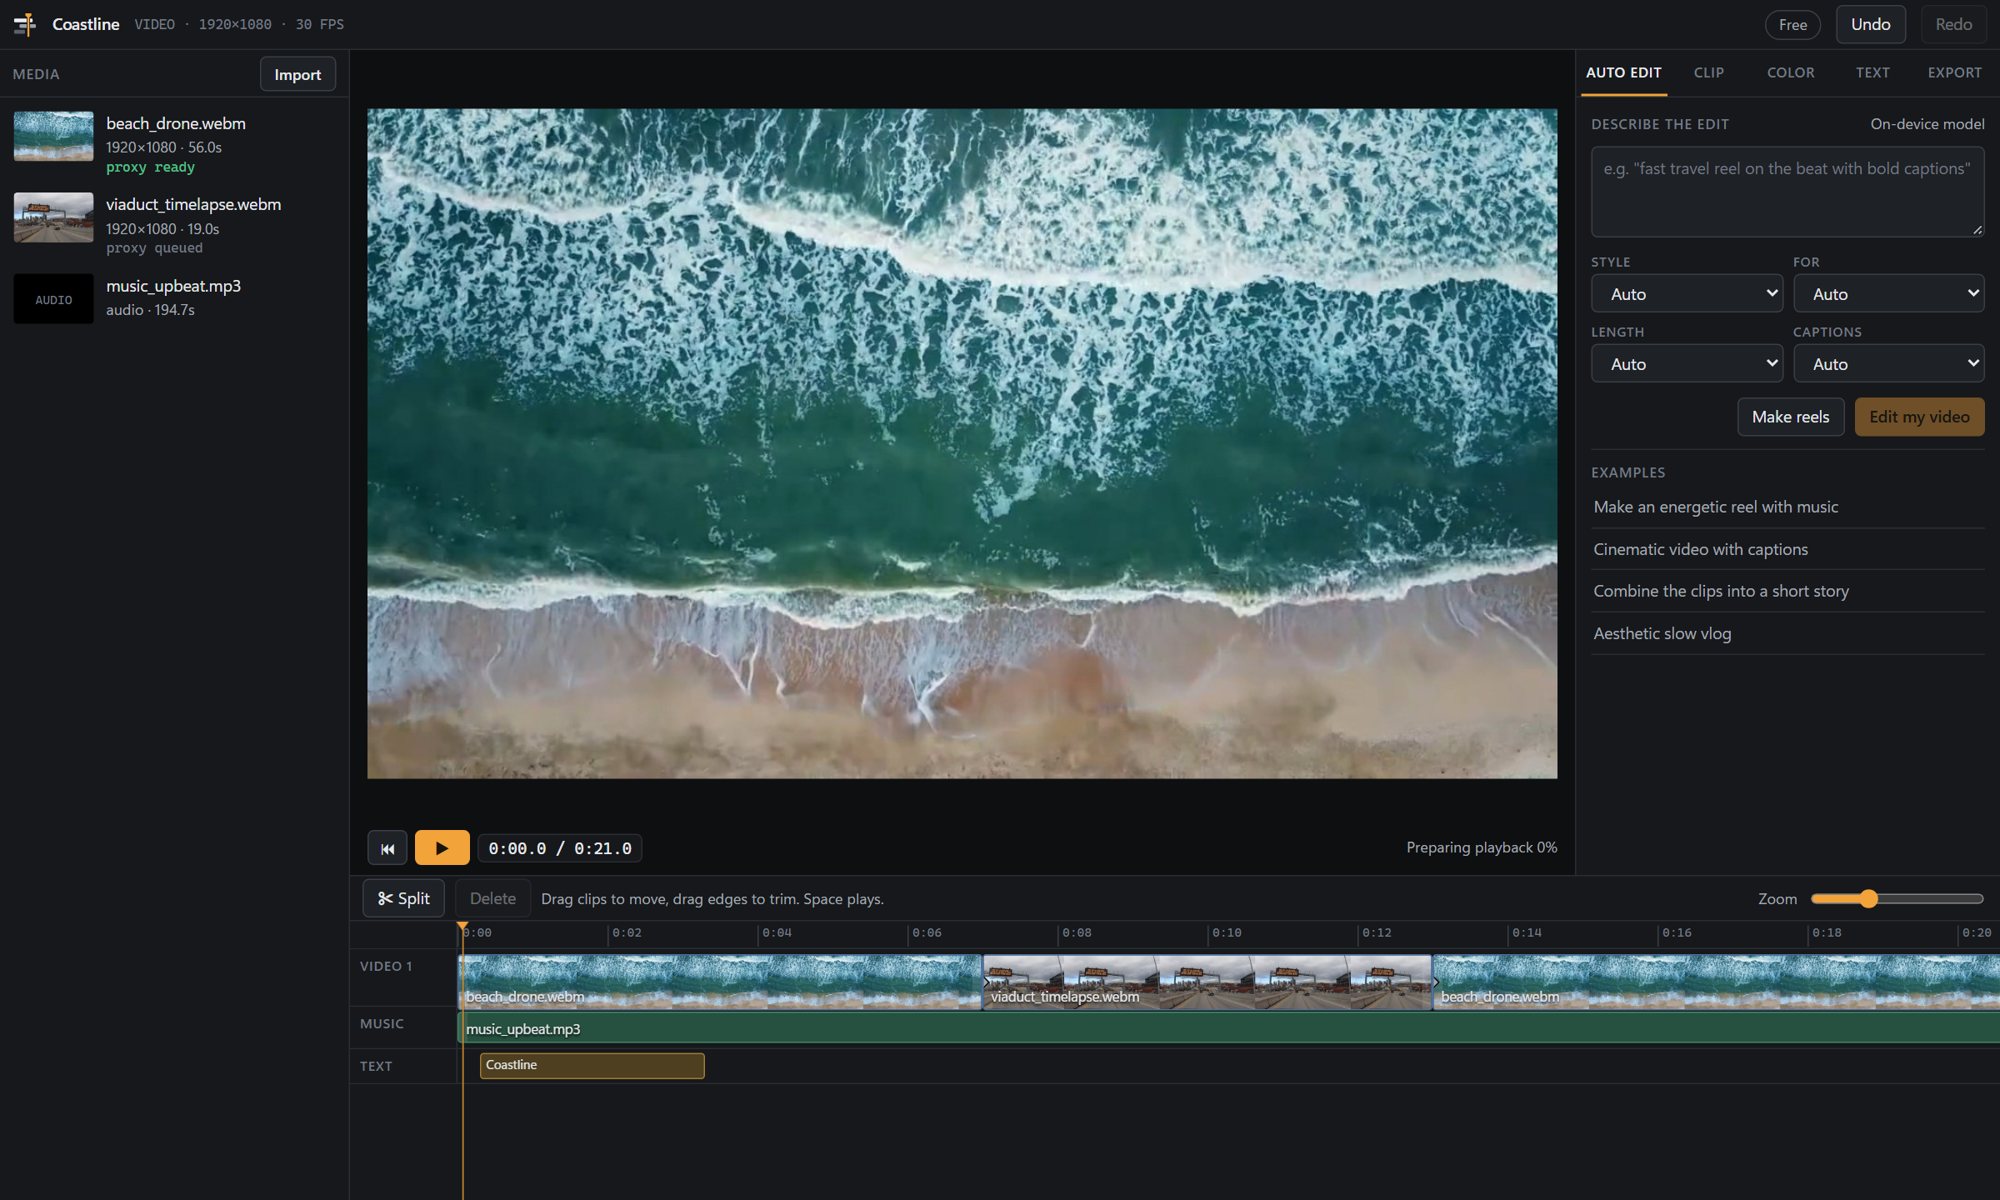 Coastline VIDEO · 1920×1080 · 30 FPS
Free Undo Redo
MEDIA Import
beach_drone.webm
1920×1080 · 56.0s
proxy ready
viaduct_timelapse.webm
1920×1080 · 19.0s
proxy queued
AUDIO
music_upbeat.mp3
audio · 194.7s
Preparing playback 0%
0:00.0 / 0:21.0
AUTO EDIT CLIP COLOR TEXT EXPORT
DESCRIBE THE EDIT On-device model
e.g. "fast travel reel on the beat with bold captions"
STYLE FOR
Auto Auto
LENGTH CAPTIONS
Auto Auto
Make reels Edit my video
EXAMPLES
Make an energetic reel with music
Cinematic video with captions
Combine the clips into a short story
Aesthetic slow vlog
Split Delete Drag clips to move, drag edges to trim. Space plays. Zoom
0:00 0:02 0:04 0:06 0:08 0:10 0:12 0:14 0:16 0:18 0:20
VIDEO 1
beach_drone.webm viaduct_timelapse.webm beach_drone.webm
MUSIC music_upbeat.mp3
TEXT Coastline